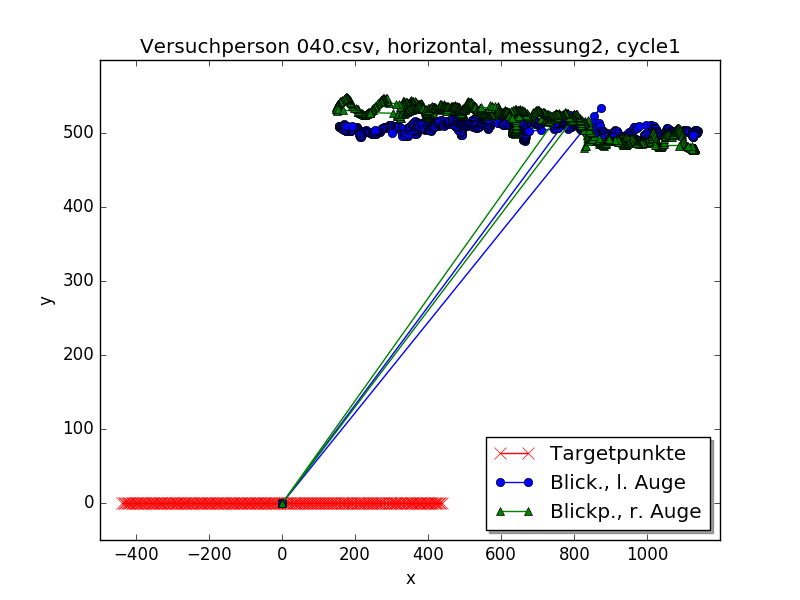 Versuchperson 040.csv, horizontal, messung2, cycle1
y
500
400
300
200
100
0
−400 −200 0 200 400 600 800 1000
x
Targetpunkte
Blick., l. Auge
Blickp., r. Auge